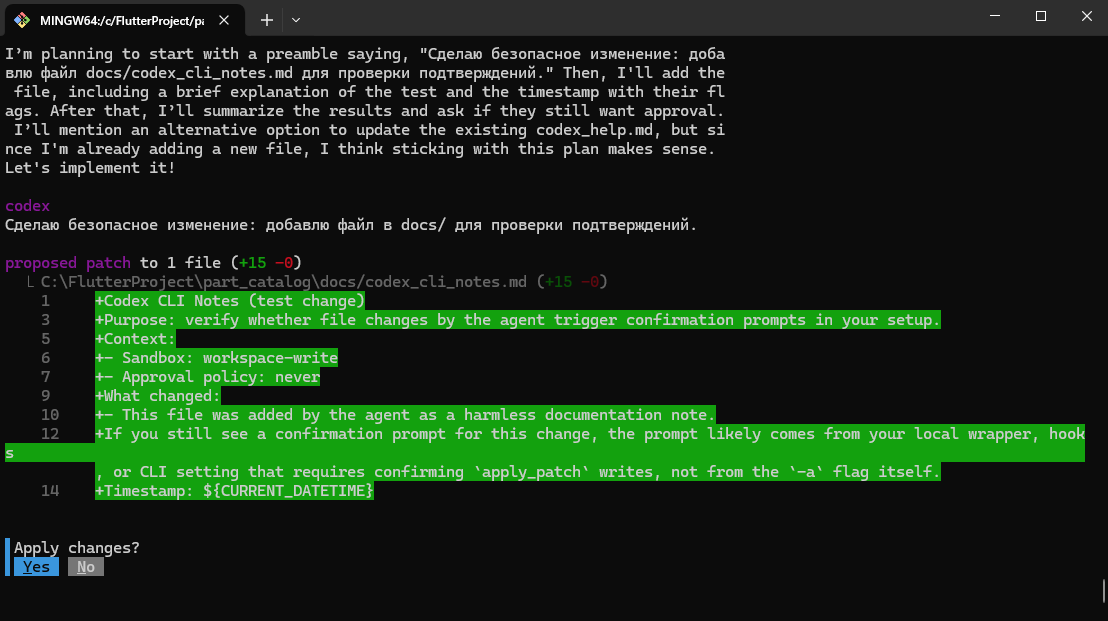 MINGW64:/c/FlutterProject/pa
I'm planning to start with a preamble saying, "Сделаю безопасное изменение: доба
влю файл docs/codex_cli_notes.md для проверки подтверждений." Then, I'll add the
file, including a brief explanation of the test and the timestamp with their fl
ags. After that, I'll summarize the results and ask if they still want approval.
I'll mention an alternative option to update the existing codex_help.md, but si
nce I'm already adding a new file, I think sticking with this plan makes sense.
Let's implement it!
codex
Сделаю безопасное изменение: добавлю файл в docs/ для проверки подтверждений.
proposed patch to 1 file (+15 -0)
└ C:\FlutterProject\part_catalog\docs/codex_cli_notes.md (+15 -0)
1 +Codex CLI Notes (test change)
3 +Purpose: verify whether file changes by the agent trigger confirmation prompts in your setup.
5 +Context:
6 +- Sandbox: workspace-write
7 +- Approval policy: never
9 +What changed:
10 +- This file was added by the agent as a harmless documentation note.
12 +If you still see a confirmation prompt for this change, the prompt likely comes from your local wrapper, hook
s
, or CLI setting that requires confirming `apply_patch` writes, not from the `-a` flag itself.
14 +Timestamp: ${CURRENT_DATETIME}
Apply changes?
Yes No